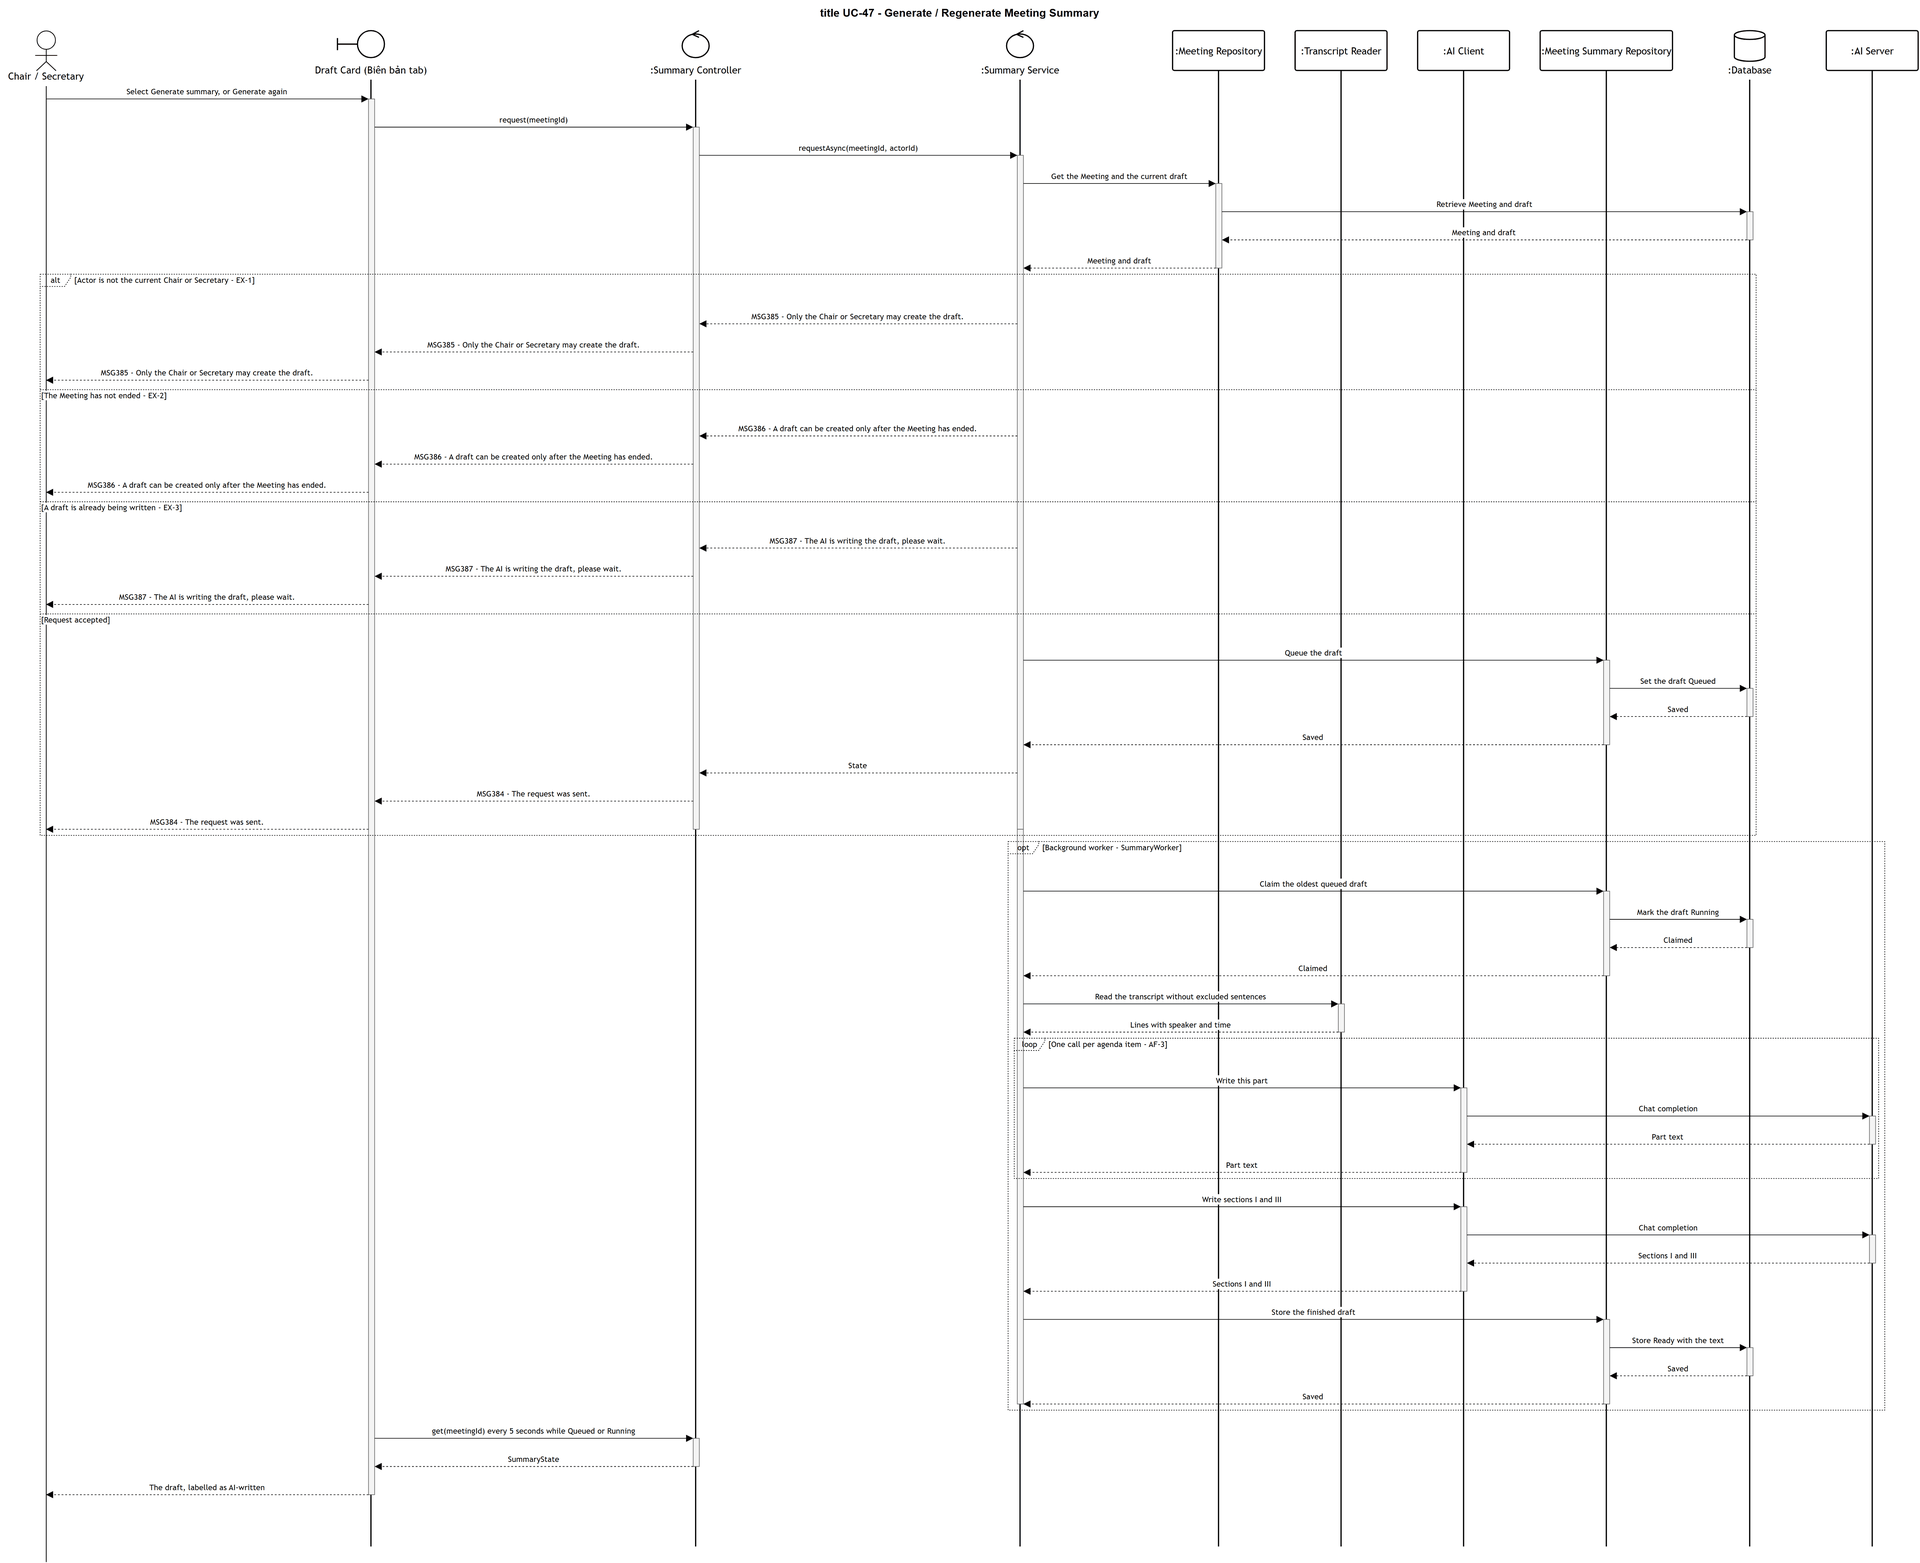 title UC-47 - Generate / Regenerate Meeting Summary
Chair / Secretary
Draft Card (Biên bản tab)
:Summary Controller
:Summary Service
:Meeting Repository
:Transcript Reader
:AI Client
:Meeting Summary Repository
:Database
:AI Server
Select Generate summary, or Generate again
request(meetingId)
requestAsync(meetingId, actorId)
Get the Meeting and the current draft
Retrieve Meeting and draft
Meeting and draft
Meeting and draft
alt [Actor is not the current Chair or Secretary - EX-1]
MSG385 - Only the Chair or Secretary may create the draft.
MSG385 - Only the Chair or Secretary may create the draft.
MSG385 - Only the Chair or Secretary may create the draft.
[The Meeting has not ended - EX-2]
MSG386 - A draft can be created only after the Meeting has ended.
MSG386 - A draft can be created only after the Meeting has ended.
MSG386 - A draft can be created only after the Meeting has ended.
[A draft is already being written - EX-3]
MSG387 - The AI is writing the draft, please wait.
MSG387 - The AI is writing the draft, please wait.
MSG387 - The AI is writing the draft, please wait.
[Request accepted]
Queue the draft
Set the draft Queued
Saved
Saved
State
MSG384 - The request was sent.
MSG384 - The request was sent.
opt [Background worker - SummaryWorker]
Claim the oldest queued draft
Mark the draft Running
Claimed
Claimed
Read the transcript without excluded sentences
Lines with speaker and time
loop [One call per agenda item - AF-3]
Write this part
Chat completion
Part text
Part text
Write sections I and III
Chat completion
Sections I and III
Sections I and III
Store the finished draft
Store Ready with the text
Saved
Saved
get(meetingId) every 5 seconds while Queued or Running
SummaryState
The draft, labelled as AI-written